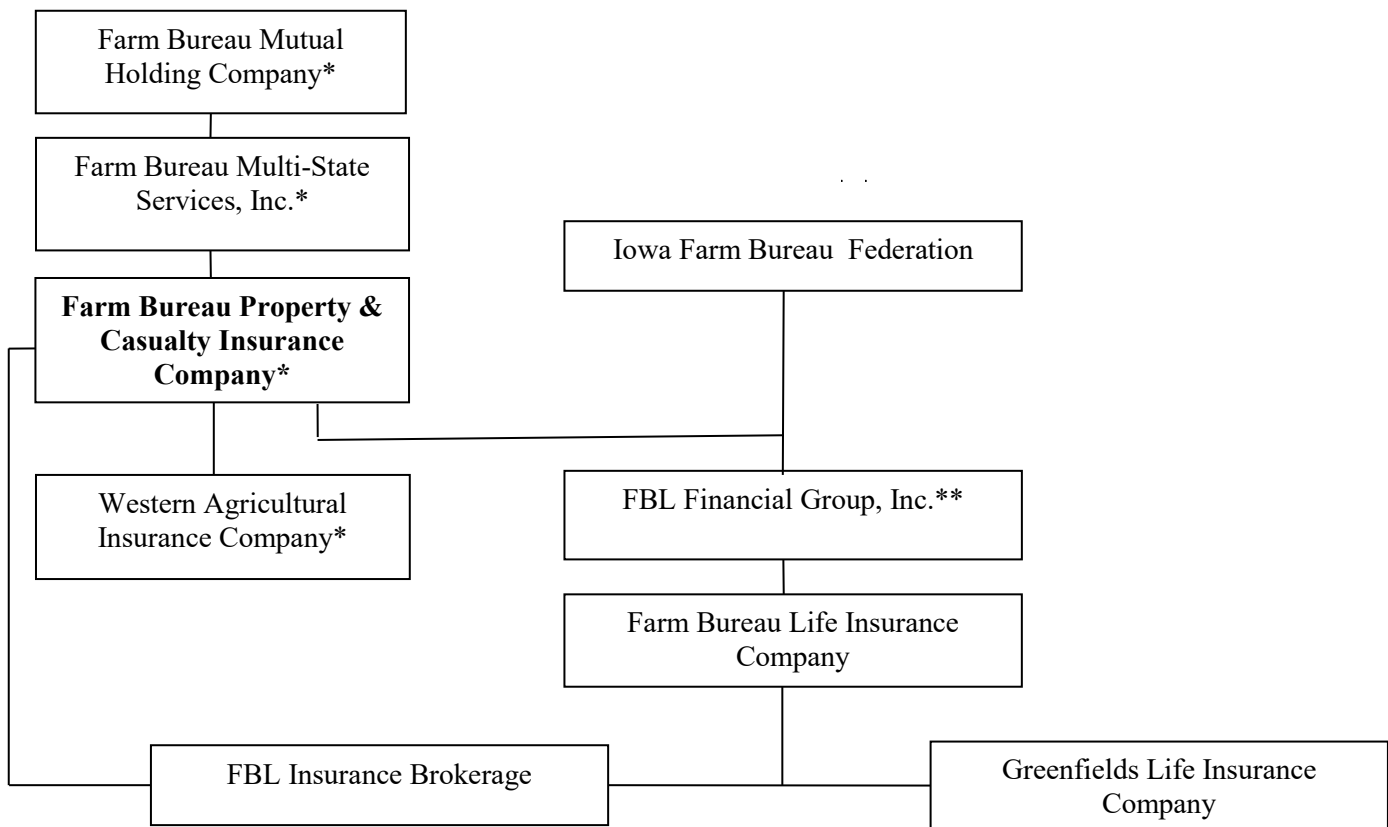 Farm Bureau Mutual
Holding Company*
Farm Bureau Multi-State
Services, Inc.*
Iowa Farm Bureau  Federation
Farm Bureau Property &
Casualty Insurance
Company*
Western Agricultural
Insurance Company*
FBL Financial Group, Inc.**
Farm Bureau Life Insurance
Company
FBL Insurance Brokerage
Greenfields Life Insurance
Company